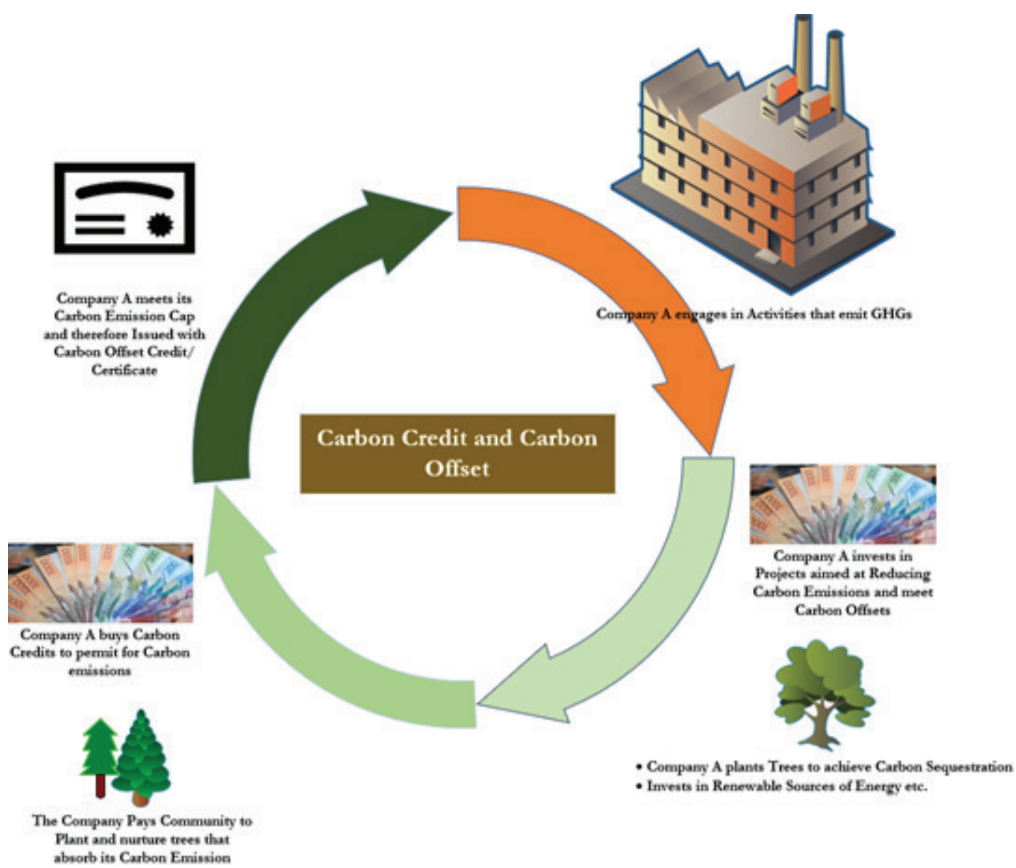 Company A engages in Activities that emit GHGs
Company A meets its
Carbon Emission Cap
and therefore Issued with
Carbon Offset Credit/
Certificate
Carbon Credit and Carbon
Offset
Company A invests in
Projects aimed at Reducing
Carbon Emissions and meet
Carbon Offsets
Company A buys Carbon
Credits to permit for Carbon
emissions
• Company A plants Trees to achieve Carbon Sequestration
• Invests in Renewable Sources of Energy etc.
The Company Pays Community to
Plant and nurture trees that
absorb its Carbon Emission